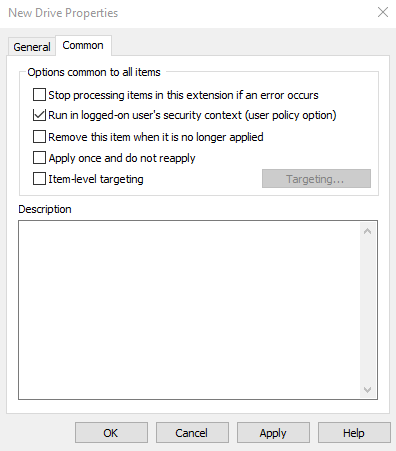 New Drive Properties
General
Common
Options common to all items
Stop processing items in this extension if an error occurs
Run in logged-on user's security context (user policy option)
Remove this item when it is no longer applied
Apply once and do not reapply
Item-level targeting
Targeting...
Description
OK
Cancel
Apply
Help